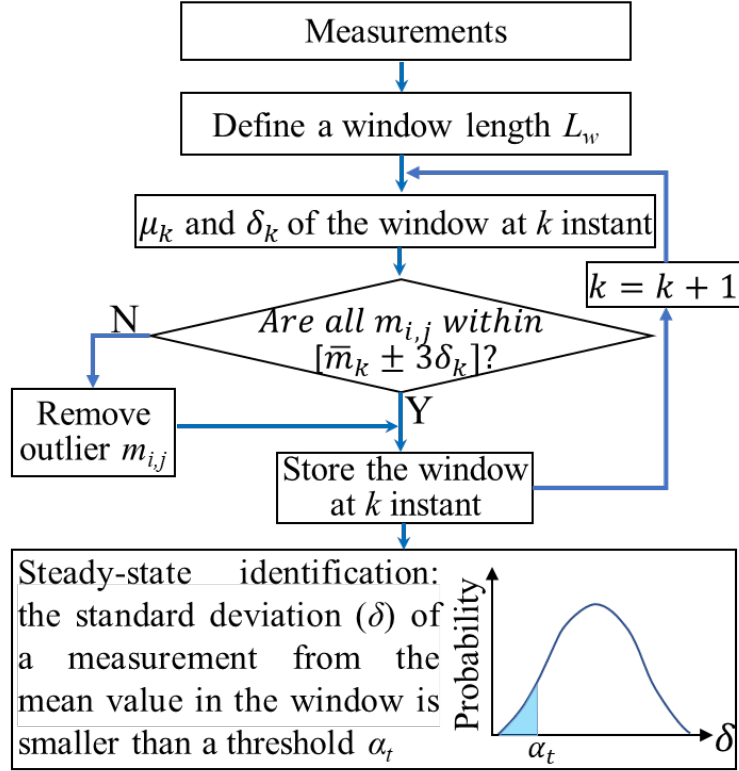 Measurements
Define a window length L_w
μ_k and δ_k of the window at k instant
k = k + 1
Are all m_{i,j} within
[m̅_k ± 3δ_k]?
N
Y
Remove
outlier m_{i,j}
Store the window
at k instant
Steady-state identification:
the standard deviation (δ) of
a measurement from the
mean value in the window is
smaller than a threshold α_t
Probability
α_t
δ